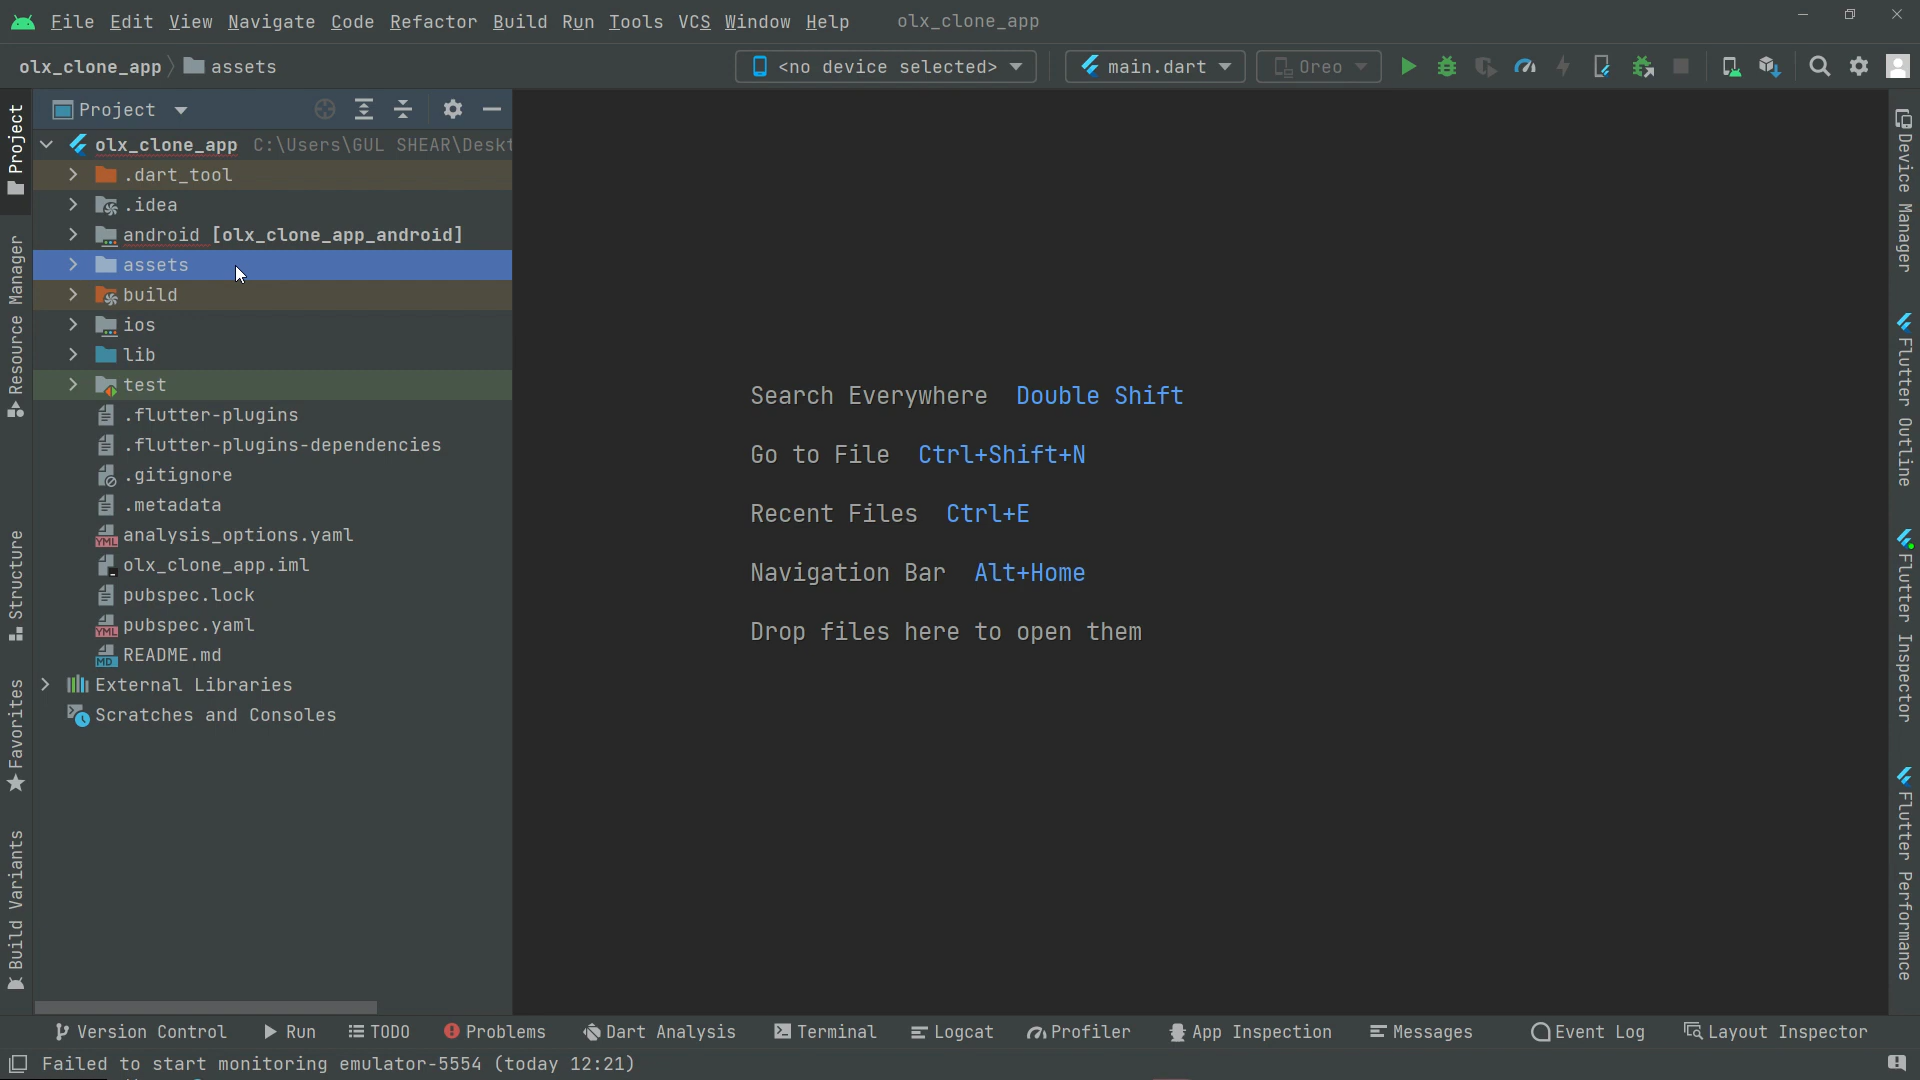 File Edit View Navigate Code Refactor Build Run Tools VCS Window Help olx_clone_app
olx_clone_app assets <no device selected> main.dart Oreo
Project
olx_clone_app C:\Users\GUL SHEAR\Deskt
.dart_tool
.idea
android [olx_clone_app_android]
assets
build
ios
lib
test
.flutter-plugins
.flutter-plugins-dependencies
.gitignore
.metadata
analysis_options.yaml
olx_clone_app.iml
pubspec.lock
pubspec.yaml
README.md
External Libraries
Scratches and Consoles
Project
Resource Manager
Structure
Favorites
Build Variants
Search Everywhere Double Shift
Go to File Ctrl+Shift+N
Recent Files Ctrl+E
Navigation Bar Alt+Home
Drop files here to open them
Device Manager
Flutter Outline
Flutter Inspector
Flutter Performance
Version Control Run TODO Problems Dart Analysis Terminal Logcat Profiler App Inspection Messages Event Log Layout Inspector
Failed to start monitoring emulator-5554 (today 12:21)